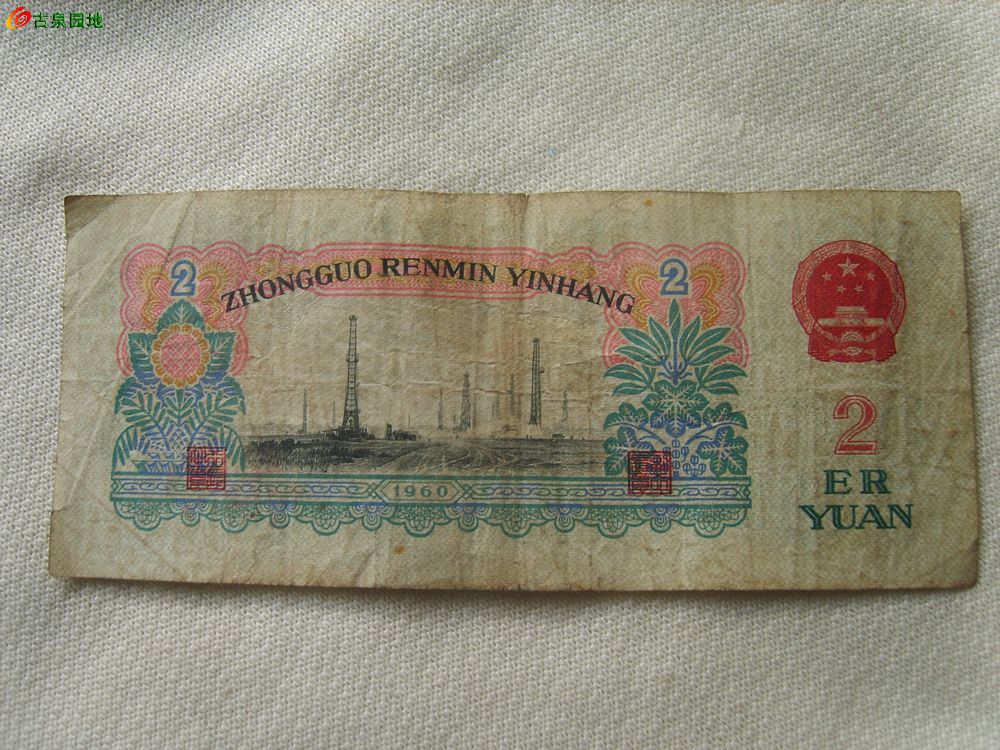 古泉园地
ZHONGGUO RENMIN YINHANG
2
2
1960
2
ER
YUAN